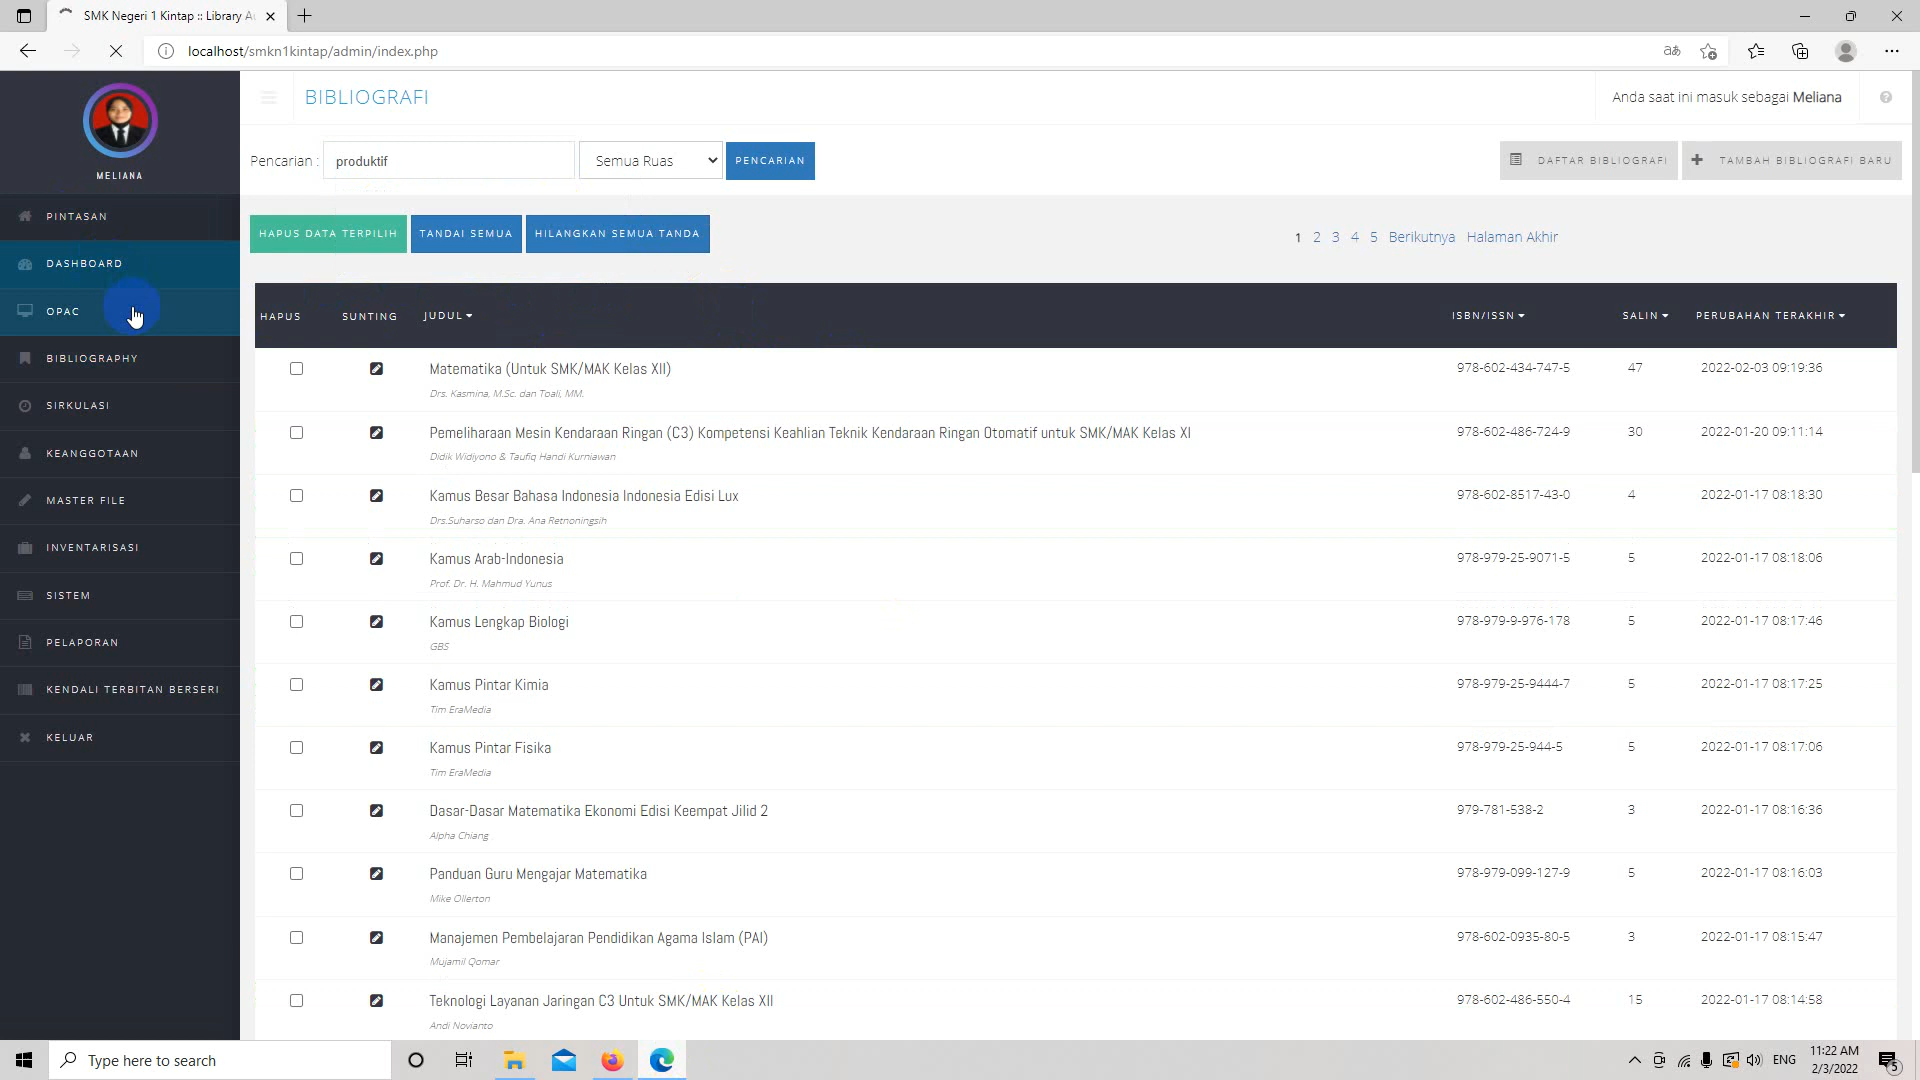 SMK Negeri 1 Kintap :: Library Au
localhost/smkn1kintap/admin/index.php
MELIANA
PINTASAN
DASHBOARD
OPAC
BIBLIOGRAPHY
SIRKULASI
KEANGGOTAAN
MASTER FILE
INVENTARISASI
SISTEM
PELAPORAN
KENDALI TERBITAN BERSERI
KELUAR
BIBLIOGRAFI
Anda saat ini masuk sebagai Meliana
Pencarian : produktif Semua Ruas PENCARIAN
DAFTAR BIBLIOGRAFI TAMBAH BIBLIOGRAFI BARU
HAPUS DATA TERPILIH TANDAI SEMUA HILANGKAN SEMUA TANDA
1 2 3 4 5 Berikutnya Halaman Akhir
HAPUS SUNTING JUDUL ISBN/ISSN SALIN PERUBAHAN TERAKHIR
Matematika (Untuk SMK/MAK Kelas XII) 978-602-434-747-5 47 2022-02-03 09:19:36
Drs. Kasmina, M.Sc. dan Toali, MM.
Pemeliharaan Mesin Kendaraan Ringan (C3) Kompetensi Keahlian Teknik Kendaraan Ringan Otomatif untuk SMK/MAK Kelas XI 978-602-486-724-9 30 2022-01-20 09:11:14
Didik Widiyono & Taufiq Handi Kurniawan
Kamus Besar Bahasa Indonesia Indonesia Edisi Lux 978-602-8517-43-0 4 2022-01-17 08:18:30
Drs.Suharso dan Dra. Ana Retnoningsih
Kamus Arab-Indonesia 978-979-25-9071-5 5 2022-01-17 08:18:06
Prof. Dr. H. Mahmud Yunus
Kamus Lengkap Biologi 978-979-9-976-178 5 2022-01-17 08:17:46
GBS
Kamus Pintar Kimia 978-979-25-9444-7 5 2022-01-17 08:17:25
Tim EraMedia
Kamus Pintar Fisika 978-979-25-944-5 5 2022-01-17 08:17:06
Tim EraMedia
Dasar-Dasar Matematika Ekonomi Edisi Keempat Jilid 2 979-781-538-2 3 2022-01-17 08:16:36
Alpha Chiang
Panduan Guru Mengajar Matematika 978-979-099-127-9 5 2022-01-17 08:16:03
Mike Ollerton
Manajemen Pembelajaran Pendidikan Agama Islam (PAI) 978-602-0935-80-5 3 2022-01-17 08:15:47
Mujamil Qomar
Teknologi Layanan Jaringan C3 Untuk SMK/MAK Kelas XII 978-602-486-550-4 15 2022-01-17 08:14:58
Andi Novianto
Type here to search
ENG
11:22 AM
2/3/2022
5